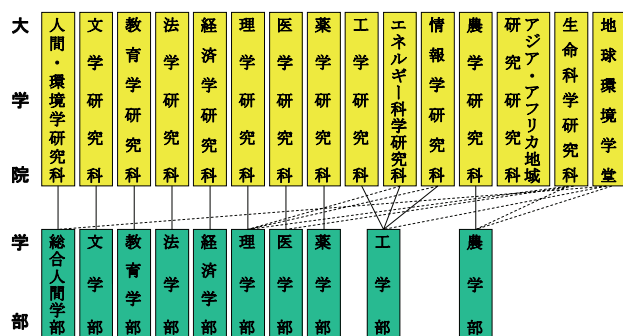 大学院
人間・環境学研究科
文学研究科
教育学研究科
法学研究科
経済学研究科
理学研究科
医学研究科
薬学研究科
工学研究科
エネルギー科学研究科
情報学研究科
農学研究科
アジア・アフリカ地域
研究研究科
生命科学研究科
地球環境学堂
学部
総合人間学部
文学部
教育学部
法学部
経済学部
理学部
医学部
薬学部
工学部
農学部